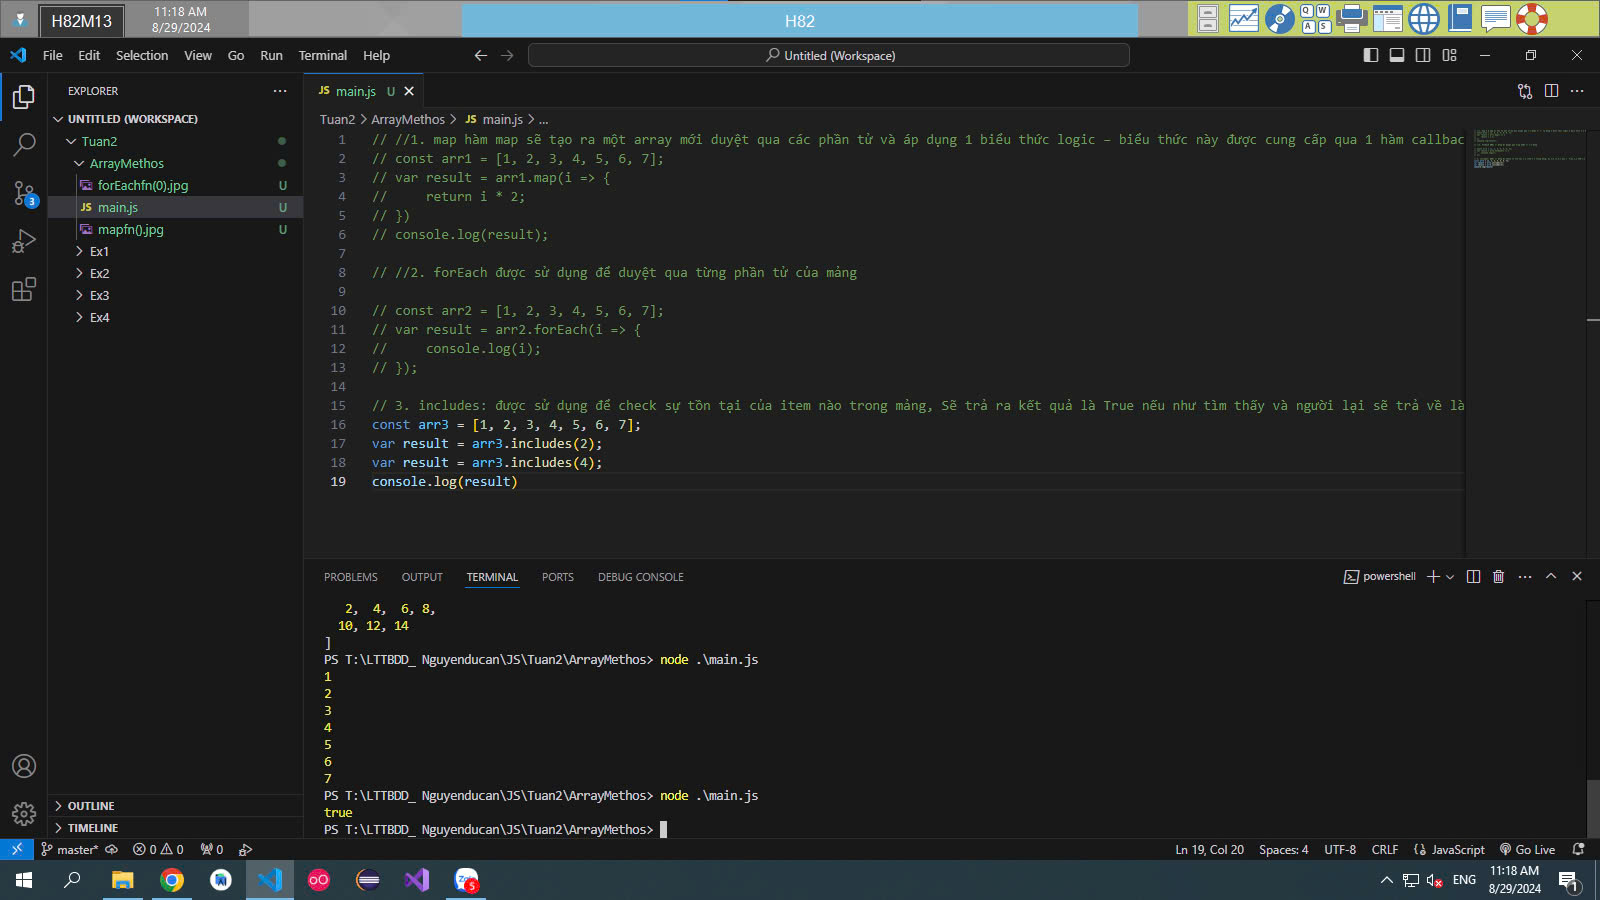 H82M13
11:18 AM
8/29/2024
H82
Q W
A S
File Edit Selection View Go Run Terminal Help
Untitled (Workspace)
EXPLORER
UNTITLED (WORKSPACE)
Tuan2
ArrayMethos
forEachfn(0).jpg U
JS main.js U
mapfn().jpg U
Ex1
Ex2
Ex3
Ex4
OUTLINE
TIMELINE
3
JS main.js U
Tuan2 > ArrayMethos > JS main.js > ...
1 // //1. map hàm map sẽ tạo ra một array mới duyệt qua các phần tử và áp dụng 1 biểu thức logic – biểu thức này được cung cấp qua 1 hàm callbac
2 // const arr1 = [1, 2, 3, 4, 5, 6, 7];
3 // var result = arr1.map(i => {
4 //     return i * 2;
5 // })
6 // console.log(result);
7
8 // //2. forEach được sử dụng để duyệt qua từng phần tử của mảng
9
10 // const arr2 = [1, 2, 3, 4, 5, 6, 7];
11 // var result = arr2.forEach(i => {
12 //     console.log(i);
13 // });
14
15 // 3. includes: được sử dụng để check sự tồn tại của item nào trong mảng, Sẽ trả ra kết quả là True nếu như tìm thấy và người lại sẽ trả về là
16 const arr3 = [1, 2, 3, 4, 5, 6, 7];
17 var result = arr3.includes(2);
18 var result = arr3.includes(4);
19 console.log(result)
PROBLEMS OUTPUT TERMINAL PORTS DEBUG CONSOLE
powershell
2, 4, 6, 8,
10, 12, 14
]
PS T:\LTTBDD_ Nguyenducan\JS\Tuan2\ArrayMethos> node .\main.js
1
2
3
4
5
6
7
PS T:\LTTBDD_ Nguyenducan\JS\Tuan2\ArrayMethos> node .\main.js
true
PS T:\LTTBDD_ Nguyenducan\JS\Tuan2\ArrayMethos>
master* 0 0 0
Ln 19, Col 20 Spaces: 4 UTF-8 CRLF JavaScript Go Live
5
ENG
11:18 AM
8/29/2024
1